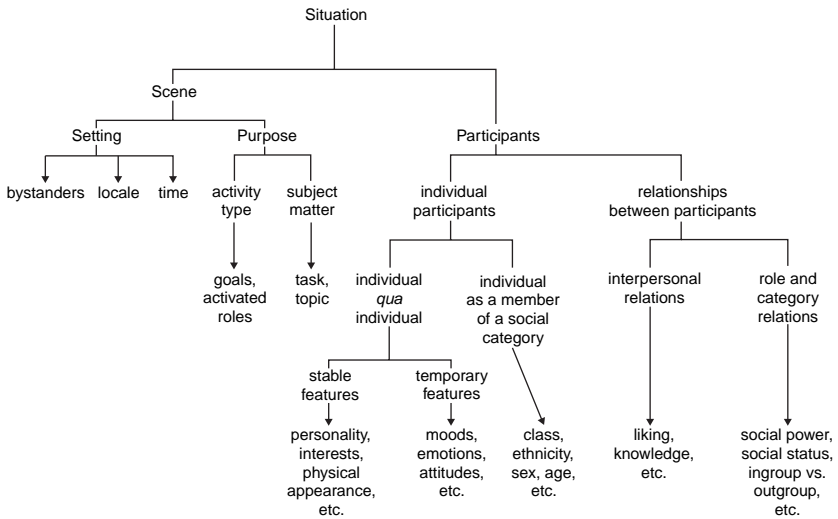 Situation
Scene
Setting
Purpose
Participants
bystanders
locale
time
activity
type
subject
matter
individual
participants
relationships
between participants
goals,
activated
roles
task,
topic
individual
qua
individual
individual
as a member
of a social
category
interpersonal
relations
role and
category
relations
stable
features
temporary
features
personality,
interests,
physical
appearance,
etc.
moods,
emotions,
attitudes,
etc.
class,
ethnicity,
sex, age,
etc.
liking,
knowledge,
etc.
social power,
social status,
ingroup vs.
outgroup,
etc.